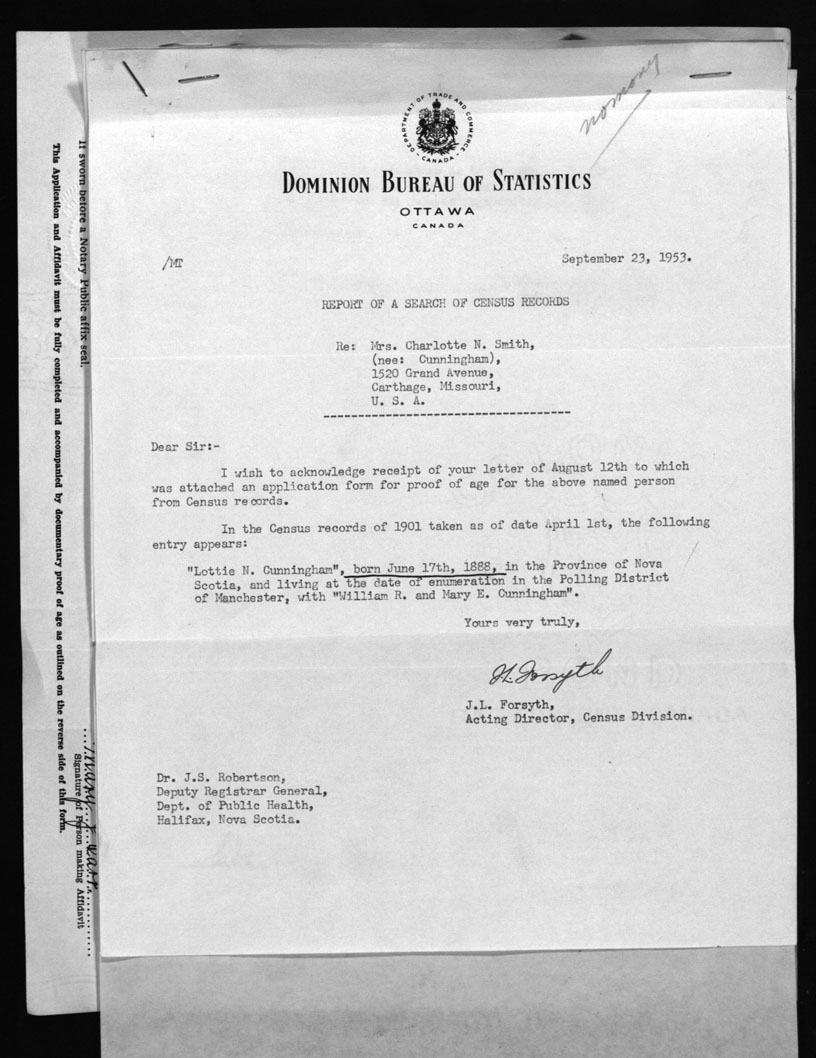 no money
DEPARTMENT OF TRADE AND COMMERCE
CANADA
DOMINION BUREAU OF STATISTICS
OTTAWA
CANADA
/MT
September 23, 1953.
REPORT OF A SEARCH OF CENSUS RECORDS
Re: Mrs. Charlotte N. Smith,
(nee: Cunningham),
1520 Grand Avenue,
Carthage, Missouri,
U. S. A.
Dear Sir:-
I wish to acknowledge receipt of your letter of August 12th to which
was attached an application form for proof of age for the above named person
from Census records.
In the Census records of 1901 taken as of date April 1st, the following
entry appears:
"Lottie N. Cunningham", born June 17th, 1888, in the Province of Nova
Scotia, and living at the date of enumeration in the Polling District
of Manchester, with "William R. and Mary E. Cunningham".
Yours very truly,
J.L. Forsyth
J.L. Forsyth,
Acting Director, Census Division.
Dr. J.S. Robertson,
Deputy Registrar General,
Dept. of Public Health,
Halifax, Nova Scotia.
If sworn before a Notary Public affix seal.
Signature of Person making Affidavit
This Application and Affidavit must be fully completed and accompanied by documentary proof of age as outlined on the reverse side of this form.